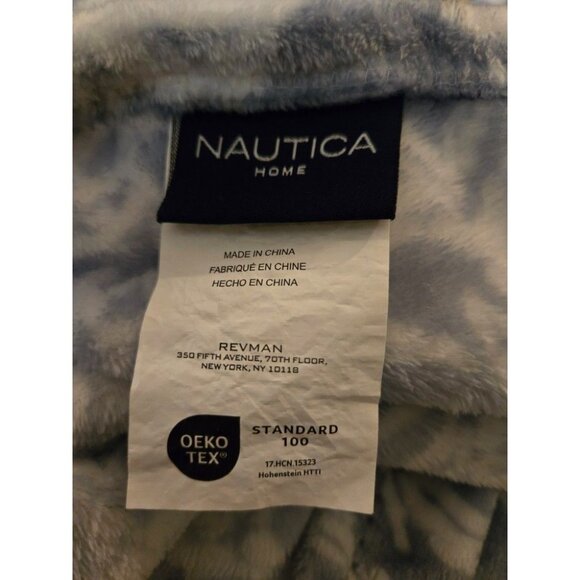 NAUTICA
HOME
MADE IN CHINA
FABRIQUÉ EN CHINE
HECHO EN CHINA
REVMAN
350 FIFTH AVENUE, 70TH FLOOR,
NEW YORK, NY 10118
OEKO
TEX®
STANDARD
100
17.HCN.15323
Hohenstein HTTI